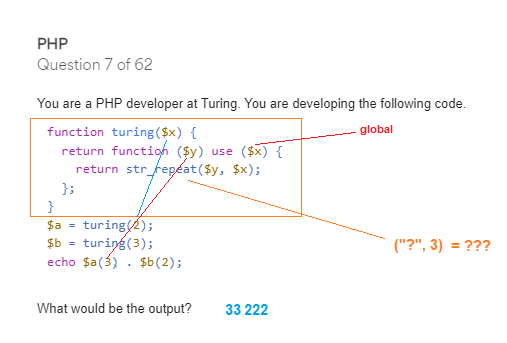 PHP
Question 7 of 62
You are a PHP developer at Turing. You are developing the following code.
function turing($x) {
global
return function ($y) use ($x) {
return str_repeat($y, $x);
};
}
$a = turing(2);
$b = turing(3);
("?", 3) = ???
echo $a(3) . $b(2);
What would be the output?
33 222